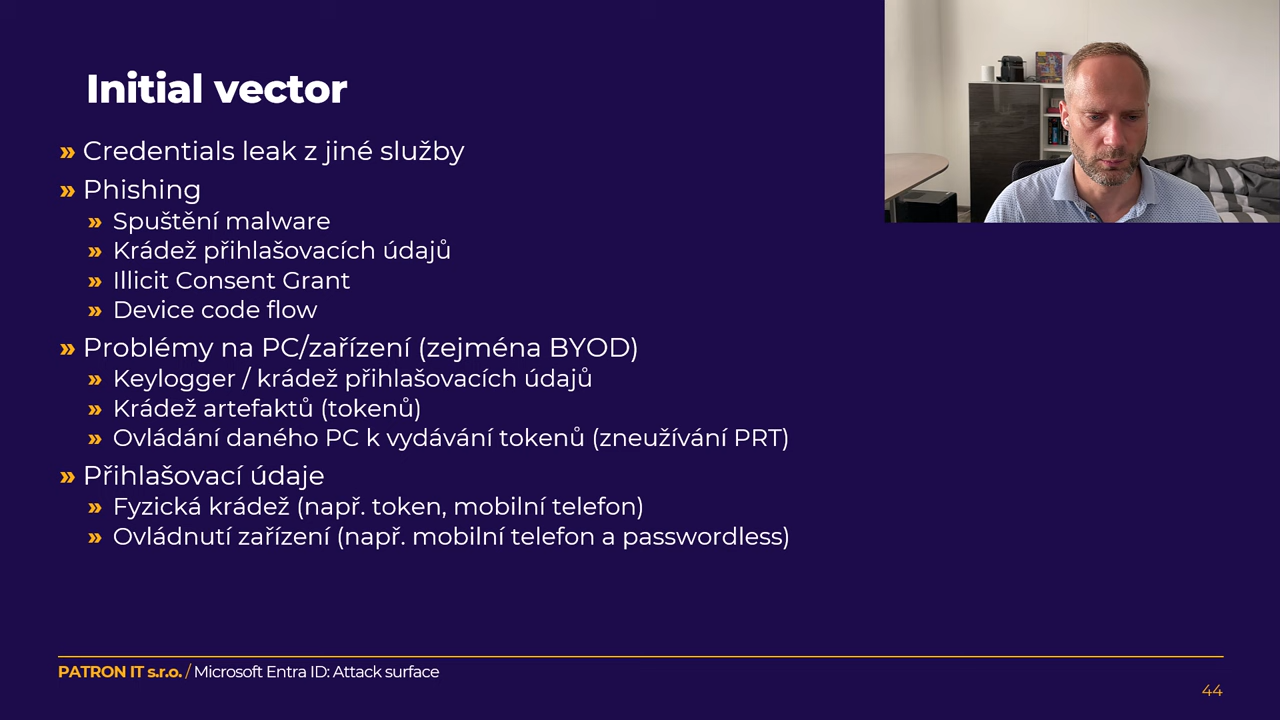 Initial vector
» Credentials leak z jiné služby
» Phishing
» Spuštění malware
» Krádež přihlašovacích údajů
» Illicit Consent Grant
» Device code flow
» Problémy na PC/zařízení (zejména BYOD)
» Keylogger / krádež přihlašovacích údajů
» Krádež artefaktů (tokenů)
» Ovládání daného PC k vydávání tokenů (zneužívání PRT)
» Přihlašovací údaje
» Fyzická krádež (např. token, mobilní telefon)
» Ovládnutí zařízení (např. mobilní telefon a passwordless)
PATRON IT s.r.o. / Microsoft Entra ID: Attack surface
44